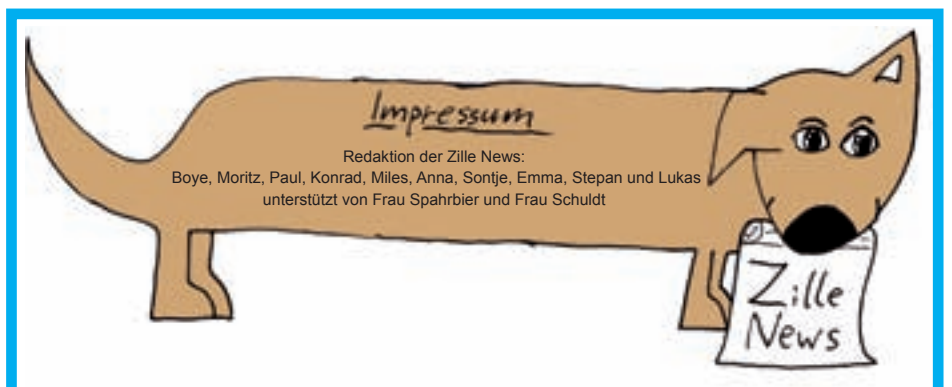 Impressum
Redaktion der Zille News:
Boye, Moritz, Paul, Konrad, Miles, Anna, Sontje, Emma, Stepan und Lukas
unterstützt von Frau Spahrbier und Frau Schuldt
Zille
News